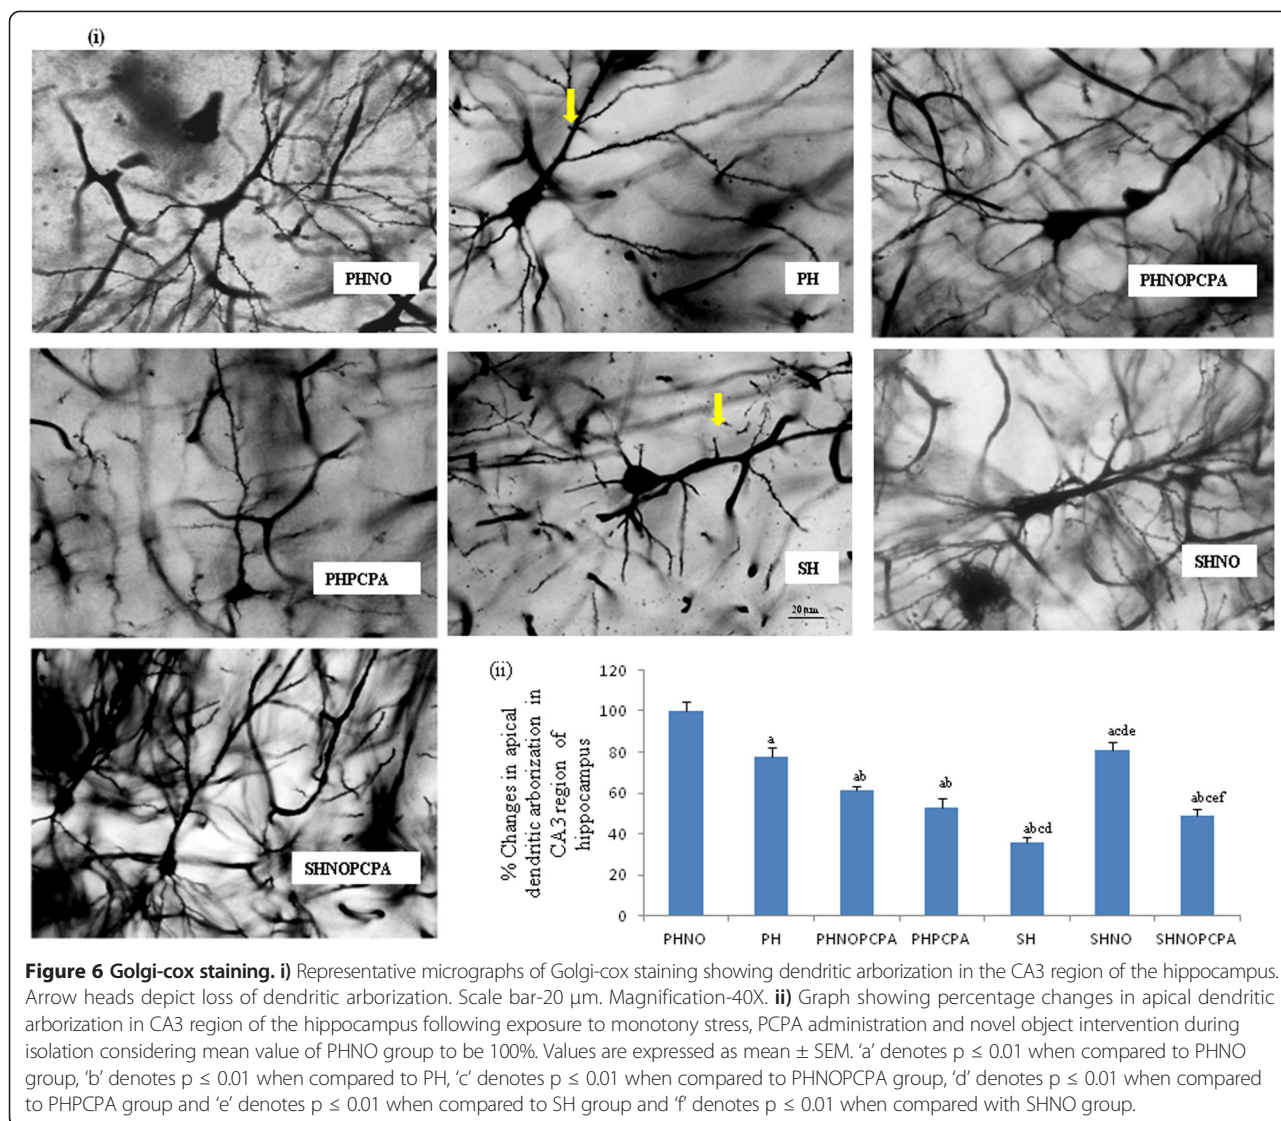 (i)
PHNO
PH
PHNOPCPA
PHPCPA
SH
20 µm
SHNO
SHNOPCPA
(ii)
% Changes in apical
dendritic arborization in
CA3 region of
hippocampus
120
100
80
60
40
20
0
a
ab
ab
abcd
acde
abcef
PHNO
PH
PHNOPCPA
PHPCPA
SH
SHNO
SHNOPCPA
Figure 6 Golgi-cox staining. i) Representative micrographs of Golgi-cox staining showing dendritic arborization in the CA3 region of the hippocampus.
Arrow heads depict loss of dendritic arborization. Scale bar-20 μm. Magnification-40X. ii) Graph showing percentage changes in apical dendritic
arborization in CA3 region of the hippocampus following exposure to monotony stress, PCPA administration and novel object intervention during
isolation considering mean value of PHNO group to be 100%. Values are expressed as mean ± SEM. ‘a’ denotes p ≤ 0.01 when compared to PHNO
group, ‘b’ denotes p ≤ 0.01 when compared to PH, ‘c’ denotes p ≤ 0.01 when compared to PHNOPCPA group, ‘d’ denotes p ≤ 0.01 when compared
to PHPCPA group and ‘e’ denotes p ≤ 0.01 when compared to SH group and ‘f’ denotes p ≤ 0.01 when compared with SHNO group.